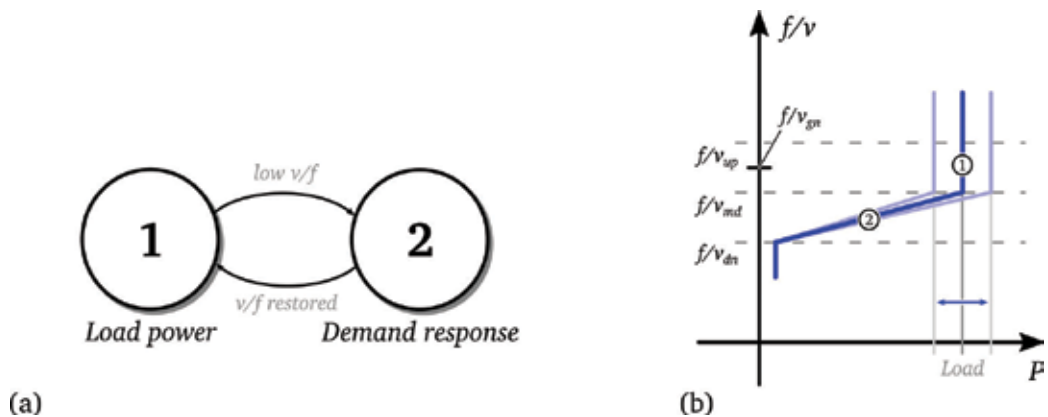 1
2
low v/f
v/f restored
Load power
Demand response
(a)
f/v
f/v_gn
f/v_up
f/v_md
f/v_dn
1
2
Load
P
(b)